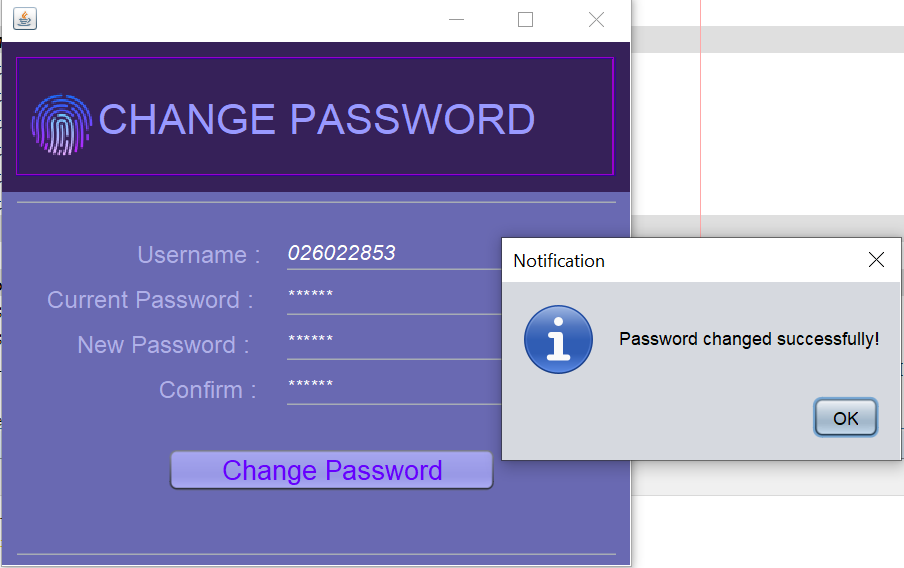 CHANGE PASSWORD
Username : 026022853
Current Password : ******
New Password : ******
Confirm : ******
Change Password
Notification
Password changed successfully!
OK